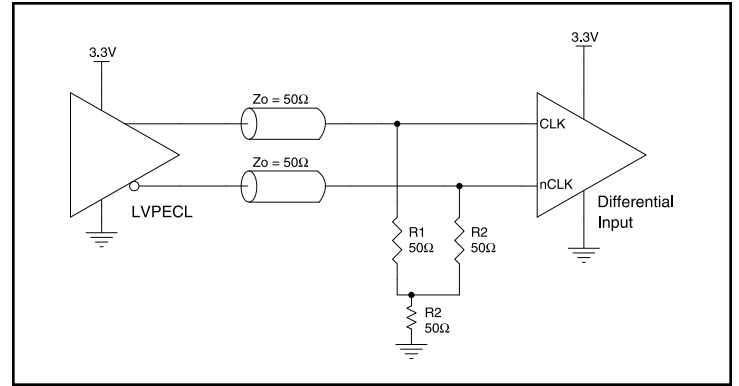 3.3V
3.3V
Zo = 50Ω
CLK
Zo = 50Ω
nCLK
LVPECL
Differential
Input
R1
50Ω
R2
50Ω
R2
50Ω